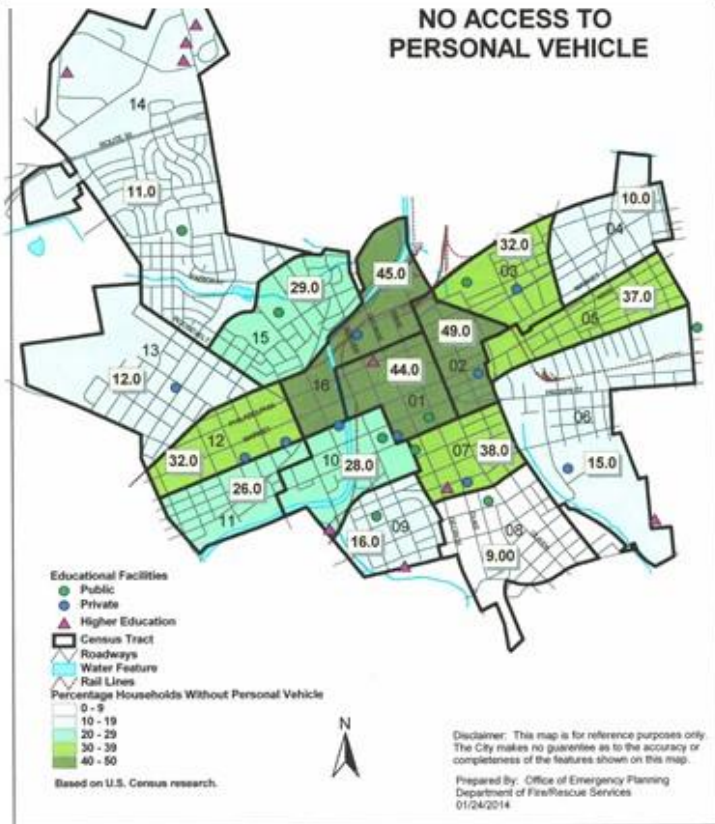 NO ACCESS TO
PERSONAL VEHICLE
14
11.0
10.0
04
32.0
03
45.0
29.0
37.0
05
15
49.0
13
12.0
44.0
02
16
01
06
12
32.0
07
38.0
10
28.0
15.0
26.0
11
09
16.0
08
9.00
Educational Facilities
Public
Private
Higher Education
Census Tract
Roadways
Water Feature
Rail Lines
Percentage Households Without Personal Vehicle
0 - 9
10 - 19
20 - 29
30 - 39
40 - 50
Based on U.S. Census research.
N
Disclaimer: This map is for reference purposes only.
The City makes no guarentee as to the accuracy or
completeness of the features shown on this map.
Prepared By: Office of Emergency Planning
Department of Fire/Rescue Services
01/24/2014